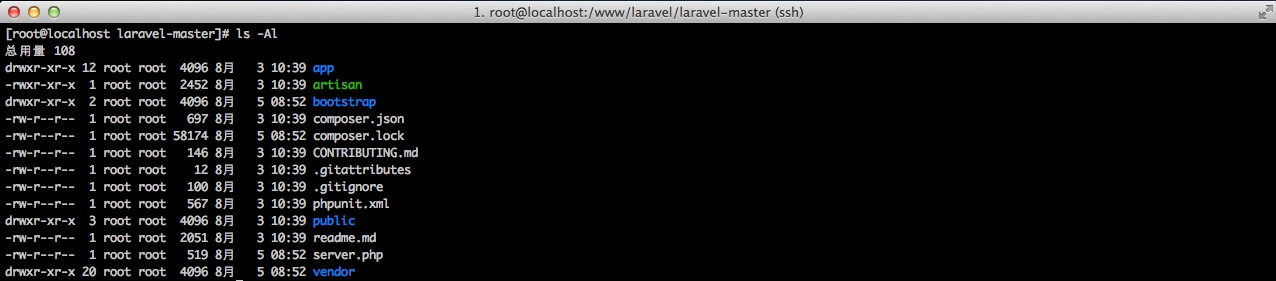 1. root@localhost:/www/laravel/laravel-master (ssh)
[root@localhost laravel-master]# ls -Al
总用量 108
drwxr-xr-x 12 root root  4096 8月   3 10:39 app
-rwxr-xr-x  1 root root  2452 8月   3 10:39 artisan
drwxr-xr-x  2 root root  4096 8月   5 08:52 bootstrap
-rw-r--r--  1 root root   697 8月   3 10:39 composer.json
-rw-r--r--  1 root root 58174 8月   5 08:52 composer.lock
-rw-r--r--  1 root root   146 8月   3 10:39 CONTRIBUTING.md
-rw-r--r--  1 root root    12 8月   3 10:39 .gitattributes
-rw-r--r--  1 root root   100 8月   3 10:39 .gitignore
-rw-r--r--  1 root root   567 8月   3 10:39 phpunit.xml
drwxr-xr-x  3 root root  4096 8月   3 10:39 public
-rw-r--r--  1 root root  2051 8月   3 10:39 readme.md
-rw-r--r--  1 root root   519 8月   5 08:52 server.php
drwxr-xr-x 20 root root  4096 8月   5 08:52 vendor